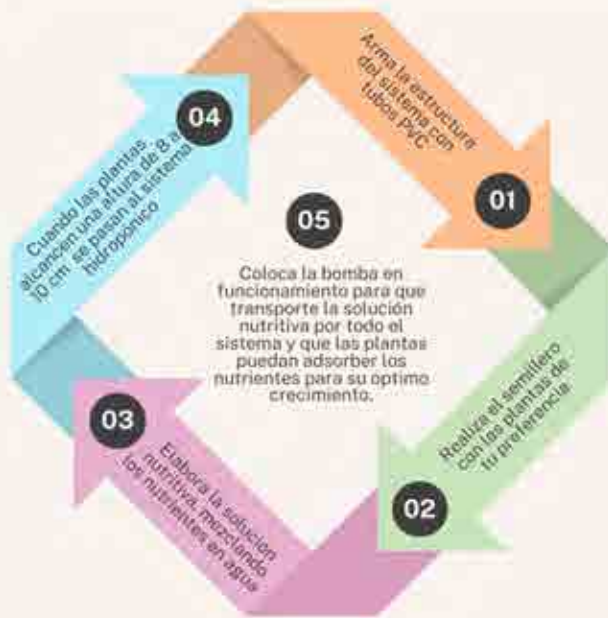 01
Arma la estructura
del sistema con
tubos PVC
02
Realiza el semillero
con las plantas de
tu preferencia
03
Elabora la solución
nutritiva, mezclando
los nutrientes en agua
04
Cuando las plantas
alcancen una altura de 8 a
10 cm se pasan al sistema
hidroponico
05
Coloca la bomba en
funcionamiento para que
transporte la solución
nutritiva por todo el
sistema y que las plantas
puedan adsorber los
nutrientes para su optimo
crecimiento.